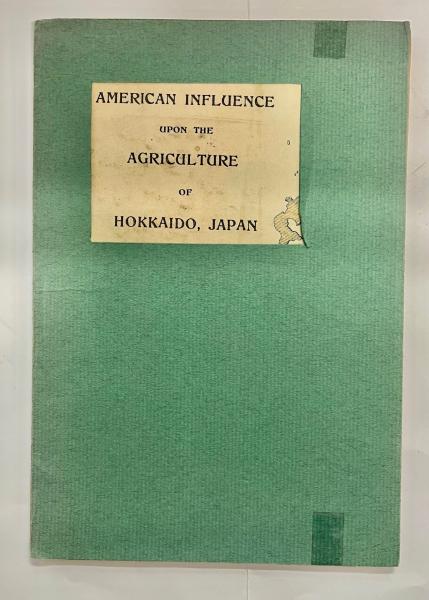 AMERICAN INFLUENCE
UPON THE
AGRICULTURE
OF
HOKKAIDO, JAPAN